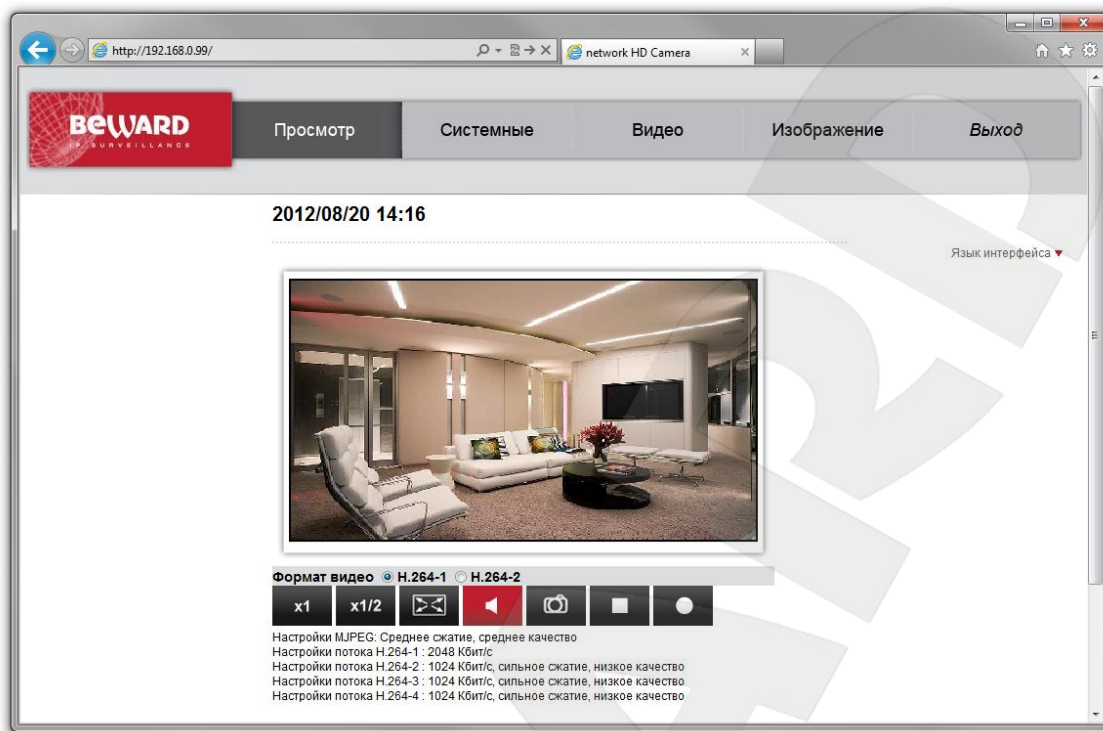 http://192.168.0.99/
network HD Camera
BEWARD
IP SURVEILLANCE
Просмотр
Системные
Видео
Изображение
Выход
2012/08/20 14:16
Язык интерфейса
Формат видео H.264-1 H.264-2
x1 x1/2
Настройки MJPEG: Среднее сжатие, среднее качество
Настройки потока H.264-1 : 2048 Кбит/с
Настройки потока H.264-2 : 1024 Кбит/с, сильное сжатие, низкое качество
Настройки потока H.264-3 : 1024 Кбит/с, сильное сжатие, низкое качество
Настройки потока H.264-4 : 1024 Кбит/с, сильное сжатие, низкое качество